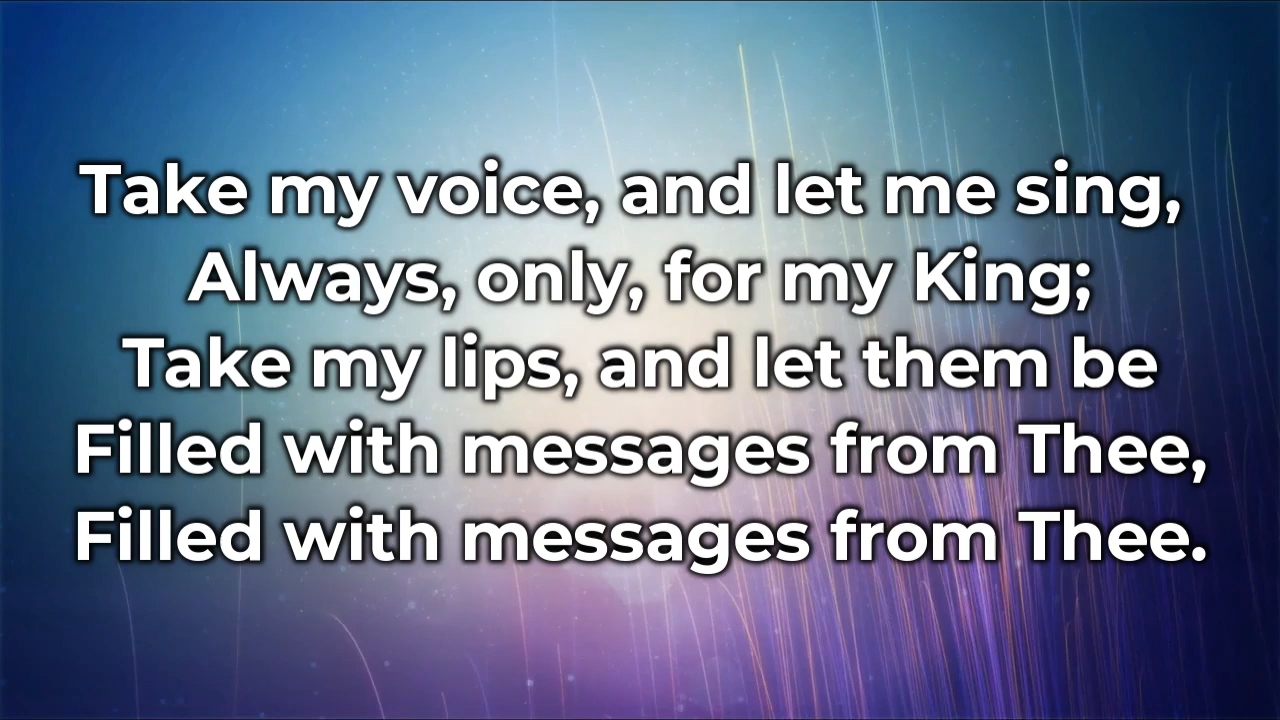 Take my voice, and let me sing,
Always, only, for my King;
Take my lips, and let them be
Filled with messages from Thee,
Filled with messages from Thee.